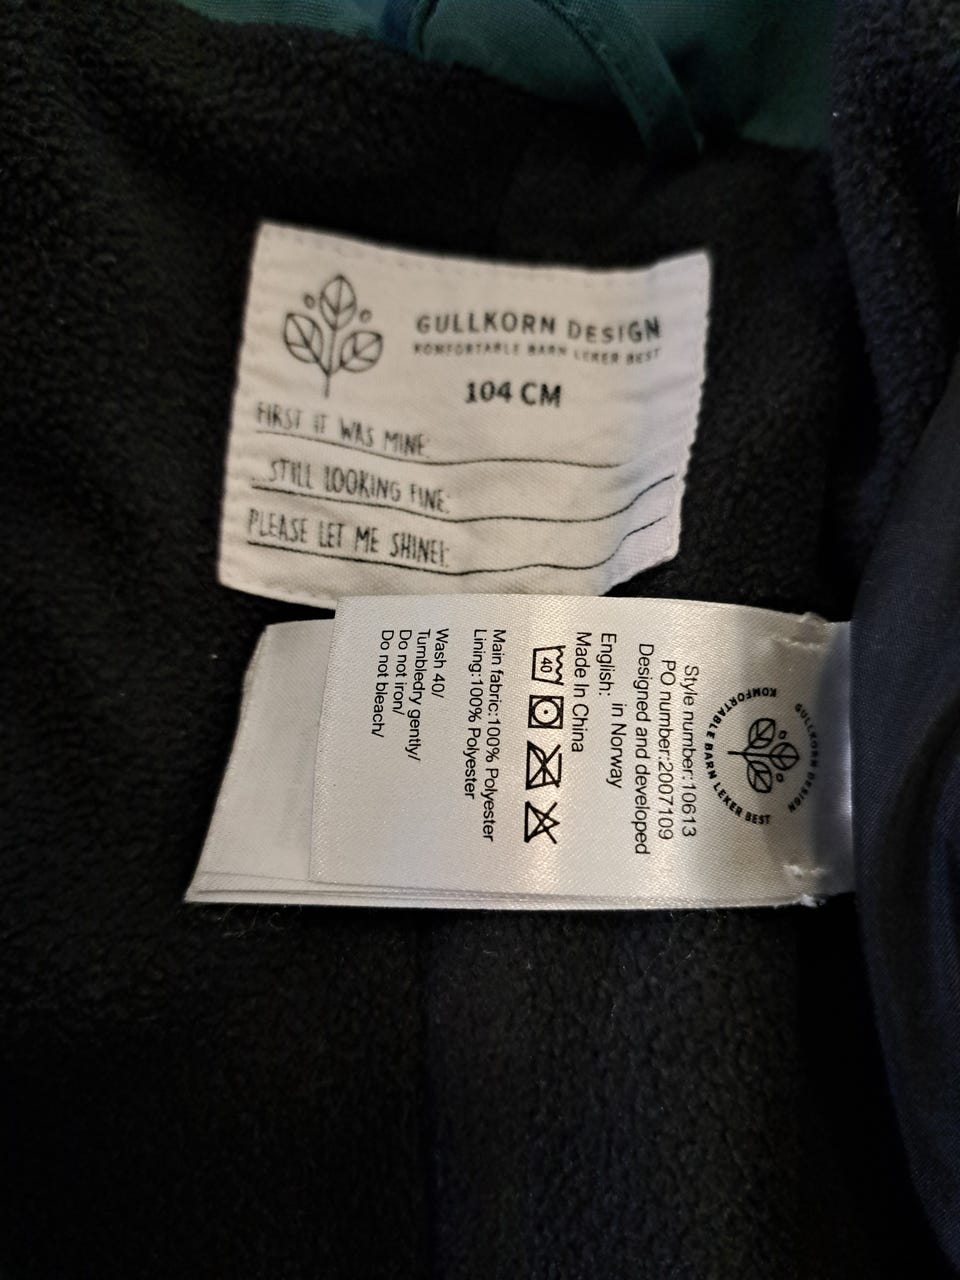 GULLKORN DESIGN
KOMFORTABLE BARN LEKER BEST
104 CM
FIRST IT WAS MINE:
STILL LOOKING FINE:
PLEASE LET ME SHINE!:
GULLKORN DESIGN
KOMFORTABLE BARN LEKER BEST
Style number:10613
PO number:2007109
Designed and developed
English: in Norway
Made In China
40
Main fabric:100% Polyester
Lining:100% Polyester
Wash 40/
Tumbledry gently/
Do not iron/
Do not bleach/